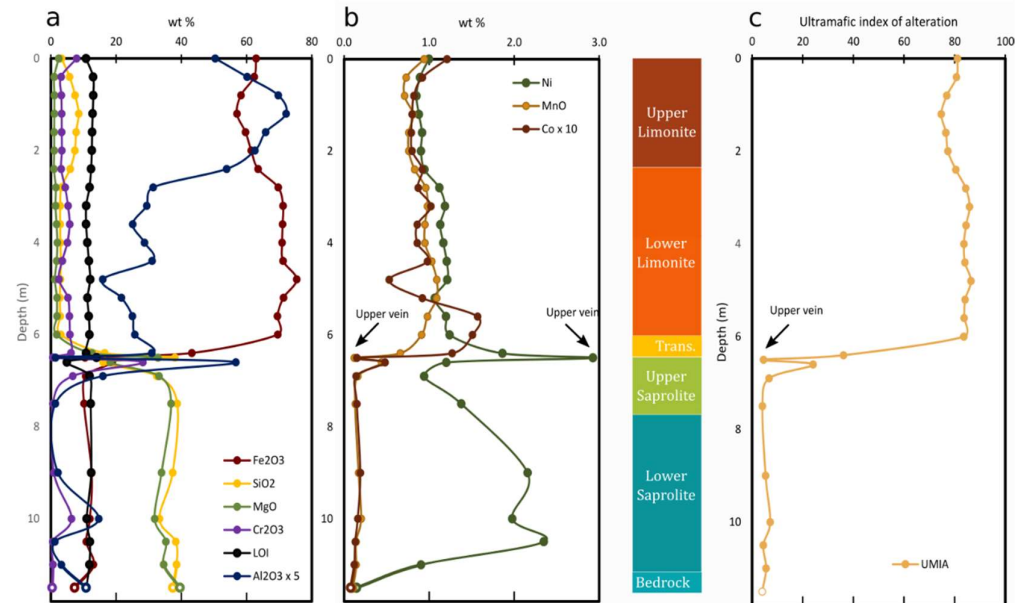 a
wt %
0 20 40 60 80
0
2
4
6
8
10
Depth (m)
Fe2O3
SiO2
MgO
Cr2O3
LOI
Al2O3 x 5
b
wt %
0.0 1.0 2.0 3.0
0
2
4
6
8
10
Ni
MnO
Co x 10
Upper vein
Upper vein
Upper
Limonite
Lower
Limonite
Trans.
Upper
Saprolite
Lower
Saprolite
Bedrock
c
Ultramafic index of alteration
0 20 40 60 80 100
0
2
4
6
8
10
Depth (m)
Upper vein
UMIA